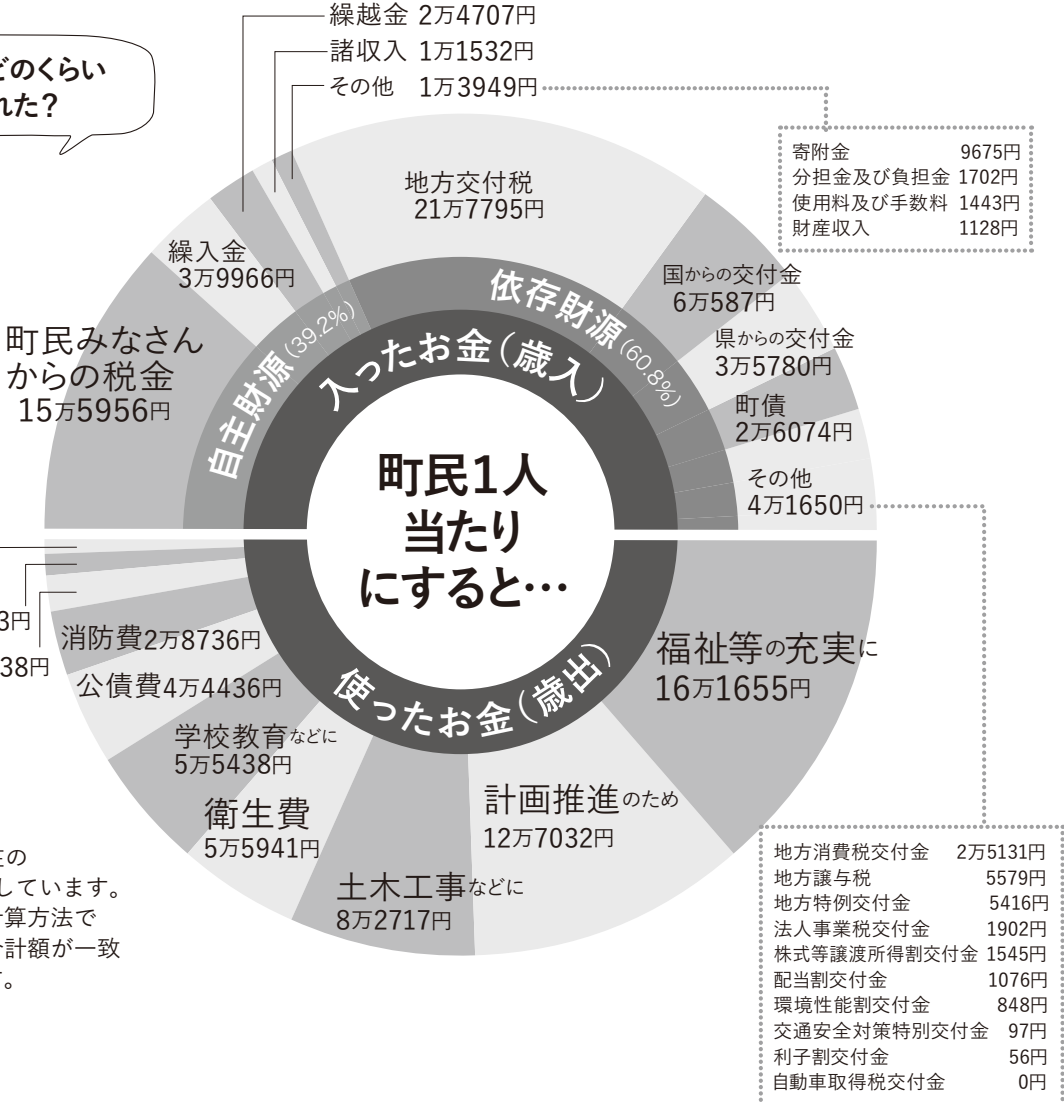 どのくらい
れた？
繰越金 2万4707円
諸収入 1万1532円
その他 1万3949円
寄附金 9675円
分担金及び負担金 1702円
使用料及び手数料 1443円
財産収入 1128円
地方交付税
21万7795円
繰入金
3万9966円
国からの交付金
6万587円
県からの交付金
3万5780円
町民みなさん
からの税金
15万5956円
町債
2万6074円
その他
4万1650円
自主財源(39.2%)
依存財源(60.8%)
入ったお金(歳入)
町民1人
当たり
にすると…
使ったお金(歳出)
3円
38円
消防費2万8736円
公債費4万4436円
学校教育などに
5万5438円
衛生費
5万5941円
土木工事などに
8万2717円
計画推進のため
12万7032円
福祉等の充実に
16万1655円
在の
しています。
計算方法で
合計額が一致
す。
地方消費税交付金 2万5131円
地方譲与税 5579円
地方特例交付金 5416円
法人事業税交付金 1902円
株式等譲渡所得割交付金 1545円
配当割交付金 1076円
環境性能割交付金 848円
交通安全対策特別交付金 97円
利子割交付金 56円
自動車取得税交付金 0円